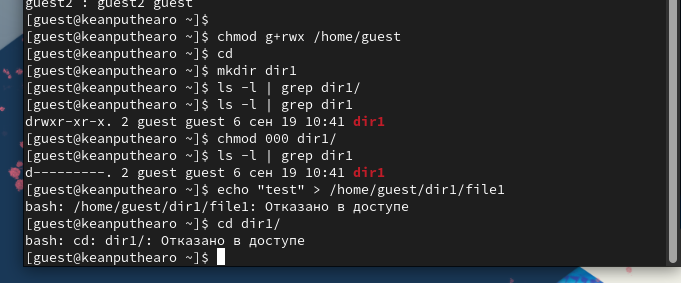 guest2 : guest2 guest
[guest@keanputhearo ~]$
[guest@keanputhearo ~]$ chmod g+rwx /home/guest
[guest@keanputhearo ~]$ cd
[guest@keanputhearo ~]$ mkdir dir1
[guest@keanputhearo ~]$ ls -l | grep dir1/
[guest@keanputhearo ~]$ ls -l | grep dir1
drwxr-xr-x. 2 guest guest 6 сен 19 10:41 dir1
[guest@keanputhearo ~]$ chmod 000 dir1/
[guest@keanputhearo ~]$ ls -l | grep dir1
d---------. 2 guest guest 6 сен 19 10:41 dir1
[guest@keanputhearo ~]$ echo "test" > /home/guest/dir1/file1
bash: /home/guest/dir1/file1: Отказано в доступе
[guest@keanputhearo ~]$ cd dir1/
bash: cd: dir1/: Отказано в доступе
[guest@keanputhearo ~]$